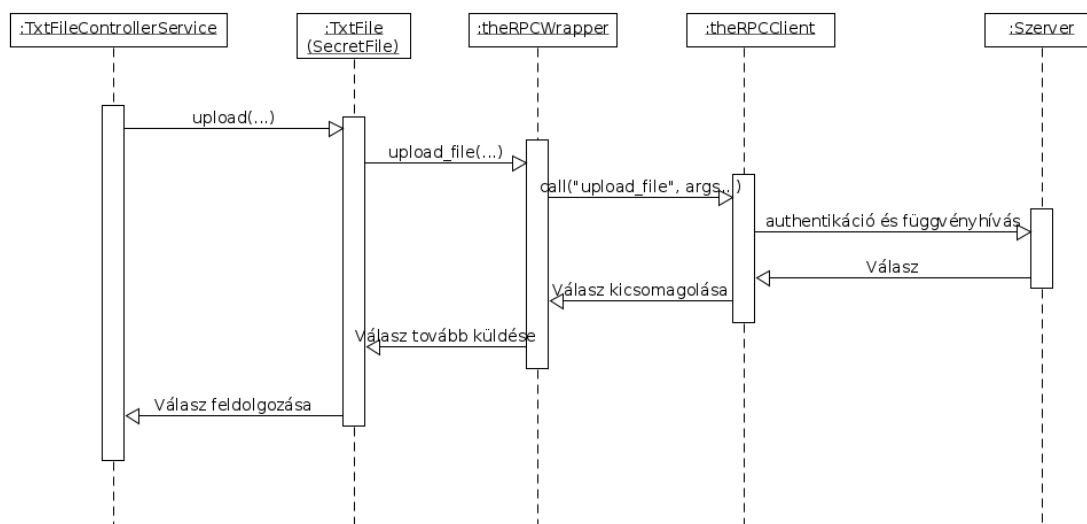 :TxtFileControllerService
:TxtFile
(SecretFile)
:theRPCWrapper
:theRPCClient
:Szerver
upload(...)
upload_file(...)
call("upload_file", args...)
authentikáció és függvényhívás
Válasz
Válasz kicsomagolása
Válasz tovább küldése
Válasz feldolgozása